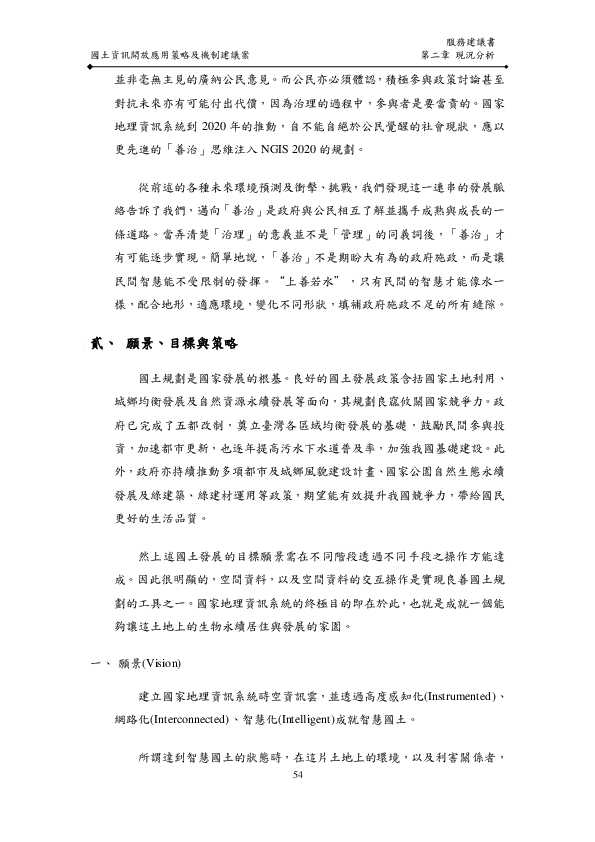 服務建議書
國土資訊開放應用策略及機制建議案
第二章 現況分析
並非毫無主見的廣納公民意見。而公民亦必須體認，積極參與政策討論甚至
對抗未來亦有可能付出代價，因為治理的過程中，參與者是要當責的。國家
地理資訊系統到 2020 年的推動，自不能自絕於公民覺醒的社會現狀，應以
更先進的「善治」思維注入 NGIS 2020 的規劃。
從前述的各種未來環境預測及衝擊、挑戰，我們發現這一連串的發展脈
絡告訴了我們，邁向「善治」是政府與公民相互了解並攜手成熟與成長的一
條道路。當弄清楚「治理」的意義並不是「管理」的同義詞後，「善治」才
有可能逐步實現。簡單地說，「善治」不是期盼大有為的政府施政，而是讓
民間智慧能不受限制的發揮。“上善若水”，只有民間的智慧才能像水一
樣，配合地形，適應環境，變化不同形狀，填補政府施政不足的所有縫隙。
貳、 願景、目標與策略
國土規劃是國家發展的根基。良好的國土發展政策含括國家土地利用、
城鄉均衡發展及自然資源永續發展等面向，其規劃良窳攸關國家競爭力。政
府已完成了五都改制，奠立臺灣各區域均衡發展的基礎，鼓勵民間參與投
資，加速都市更新，也逐年提高污水下水道普及率，加強我國基礎建設。此
外，政府亦持續推動多項都市及城鄉風貌建設計畫、國家公園自然生態永續
發展及綠建築、綠建材運用等政策，期望能有效提升我國競爭力，帶給國民
更好的生活品質。
然上述國土發展的目標願景需在不同階段透過不同手段之操作方能達
成。因此很明顯的，空間資料，以及空間資料的交互操作是實現良善國土規
劃的工具之一。國家地理資訊系統的終極目的即在於此，也就是成就一個能
夠讓這土地上的生物永續居住與發展的家園。
一、 願景(Vision)
建立國家地理資訊系統時空資訊雲，並透過高度感知化(Instrumented)、
網路化(Interconnected)、智慧化(Intelligent)成就智慧國土。
所謂達到智慧國土的狀態時，在這片土地上的環境，以及利害關係者，
54